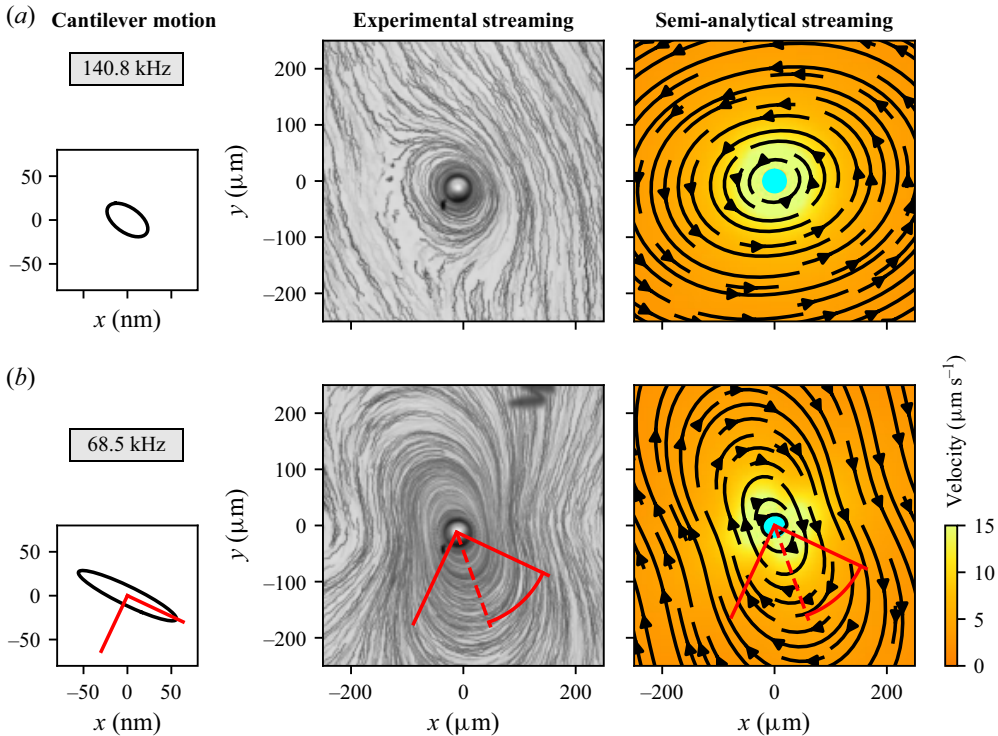 (a) Cantilever motion Experimental streaming Semi-analytical streaming
140.8 kHz
200
100
0
–100
–200
y (μm)
50
0
–50
x (nm)
(b)
68.5 kHz
200
100
0
–100
–200
y (μm)
50
0
–50
–50 0 50
x (nm)
–200 0 200
x (μm)
–200 0 200
x (μm)
Velocity (μm s−1)
15
10
5
0